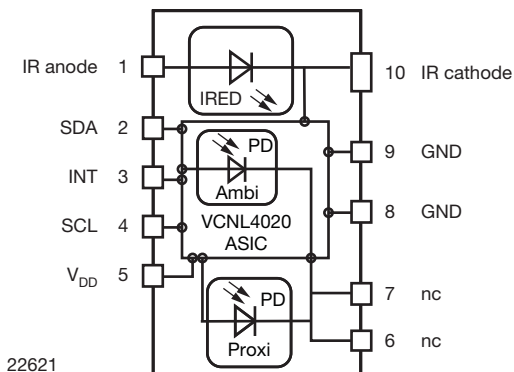 IR anode 1
IRED
10 IR cathode
SDA 2
PD
Ambi
9 GND
INT 3
VCNL4020
ASIC
8 GND
SCL 4
VDD 5
PD
Proxi
7 nc
6 nc
22621